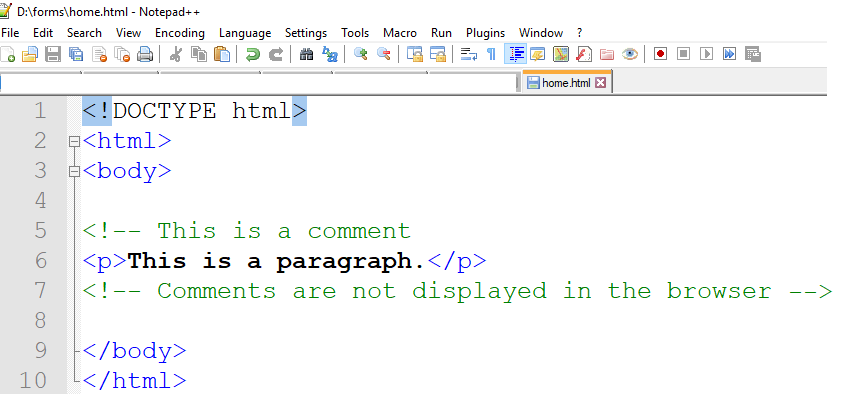 D:\forms\home.html - Notepad++
File Edit Search View Encoding Language Settings Tools Macro Run Plugins Window ?
home.html
1 <!DOCTYPE html>
2 <html>
3 <body>
4
5 <!-- This is a comment
6 <p>This is a paragraph.</p>
7 <!-- Comments are not displayed in the browser -->
8
9 </body>
10 </html>